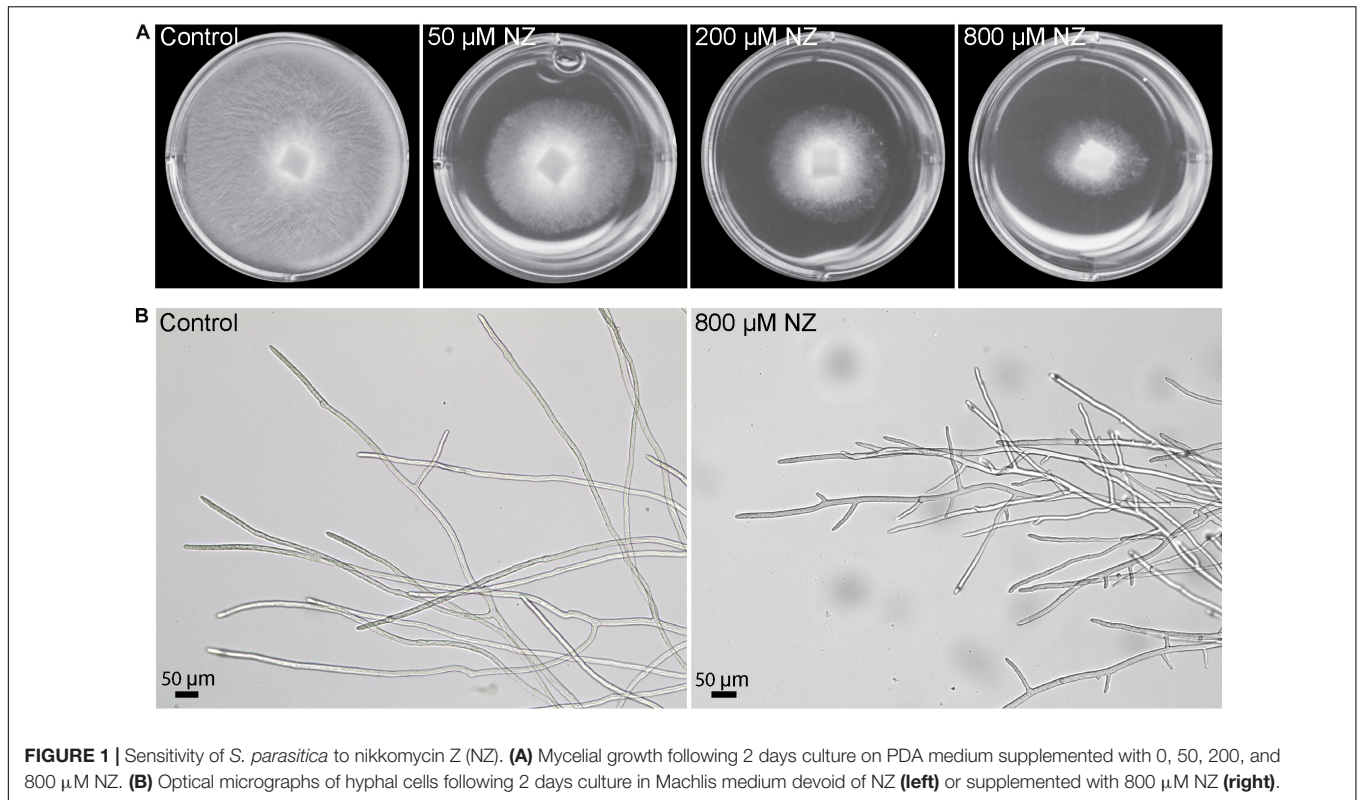 A
Control
50 μM NZ
200 μM NZ
800 μM NZ
B
Control
800 μM NZ
50 μm
50 μm
FIGURE 1 | Sensitivity of S. parasitica to nikkomycin Z (NZ). (A) Mycelial growth following 2 days culture on PDA medium supplemented with 0, 50, 200, and
800 μM NZ. (B) Optical micrographs of hyphal cells following 2 days culture in Machlis medium devoid of NZ (left) or supplemented with 800 μM NZ (right).